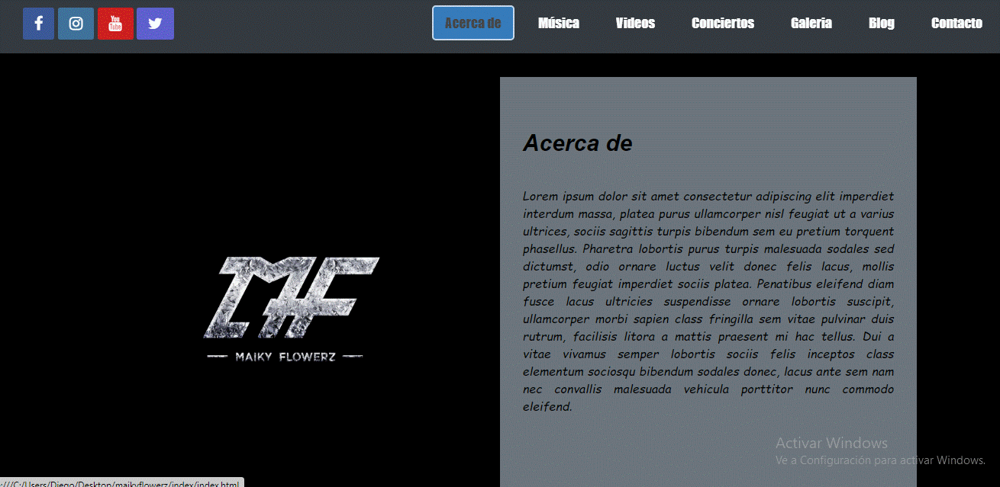 You
Tube
Acerca de Música Videos Conciertos Galeria Blog Contacto
Acerca de
Lorem ipsum dolor sit amet consectetur adipiscing elit imperdiet
interdum massa, platea purus ullamcorper nisl feugiat ut a varius
ultrices, sociis sagittis turpis bibendum sem eu pretium torquent
phasellus. Pharetra lobortis purus turpis malesuada sodales sed
dictumst, odio ornare luctus velit donec felis lacus, mollis
pretium feugiat imperdiet sociis platea. Penatibus eleifend diam
fusce lacus ultricies suspendisse ornare lobortis suscipit,
ullamcorper morbi sapien class fringilla sem vitae pulvinar duis
rutrum, facilisis litora a mattis praesent mi hac tellus. Dui a
vitae vivamus semper lobortis sociis felis inceptos class
elementum sociosqu bibendum sodales donec, lacus ante sem nam
nec convallis malesuada vehicula porttitor nunc commodo
eleifend.
MF
MAIKY FLOWERZ
Activar Windows
Ve a Configuración para activar Windows.
:///C:/Users/Diego/Desktop/maikyflowerz/index/index.html